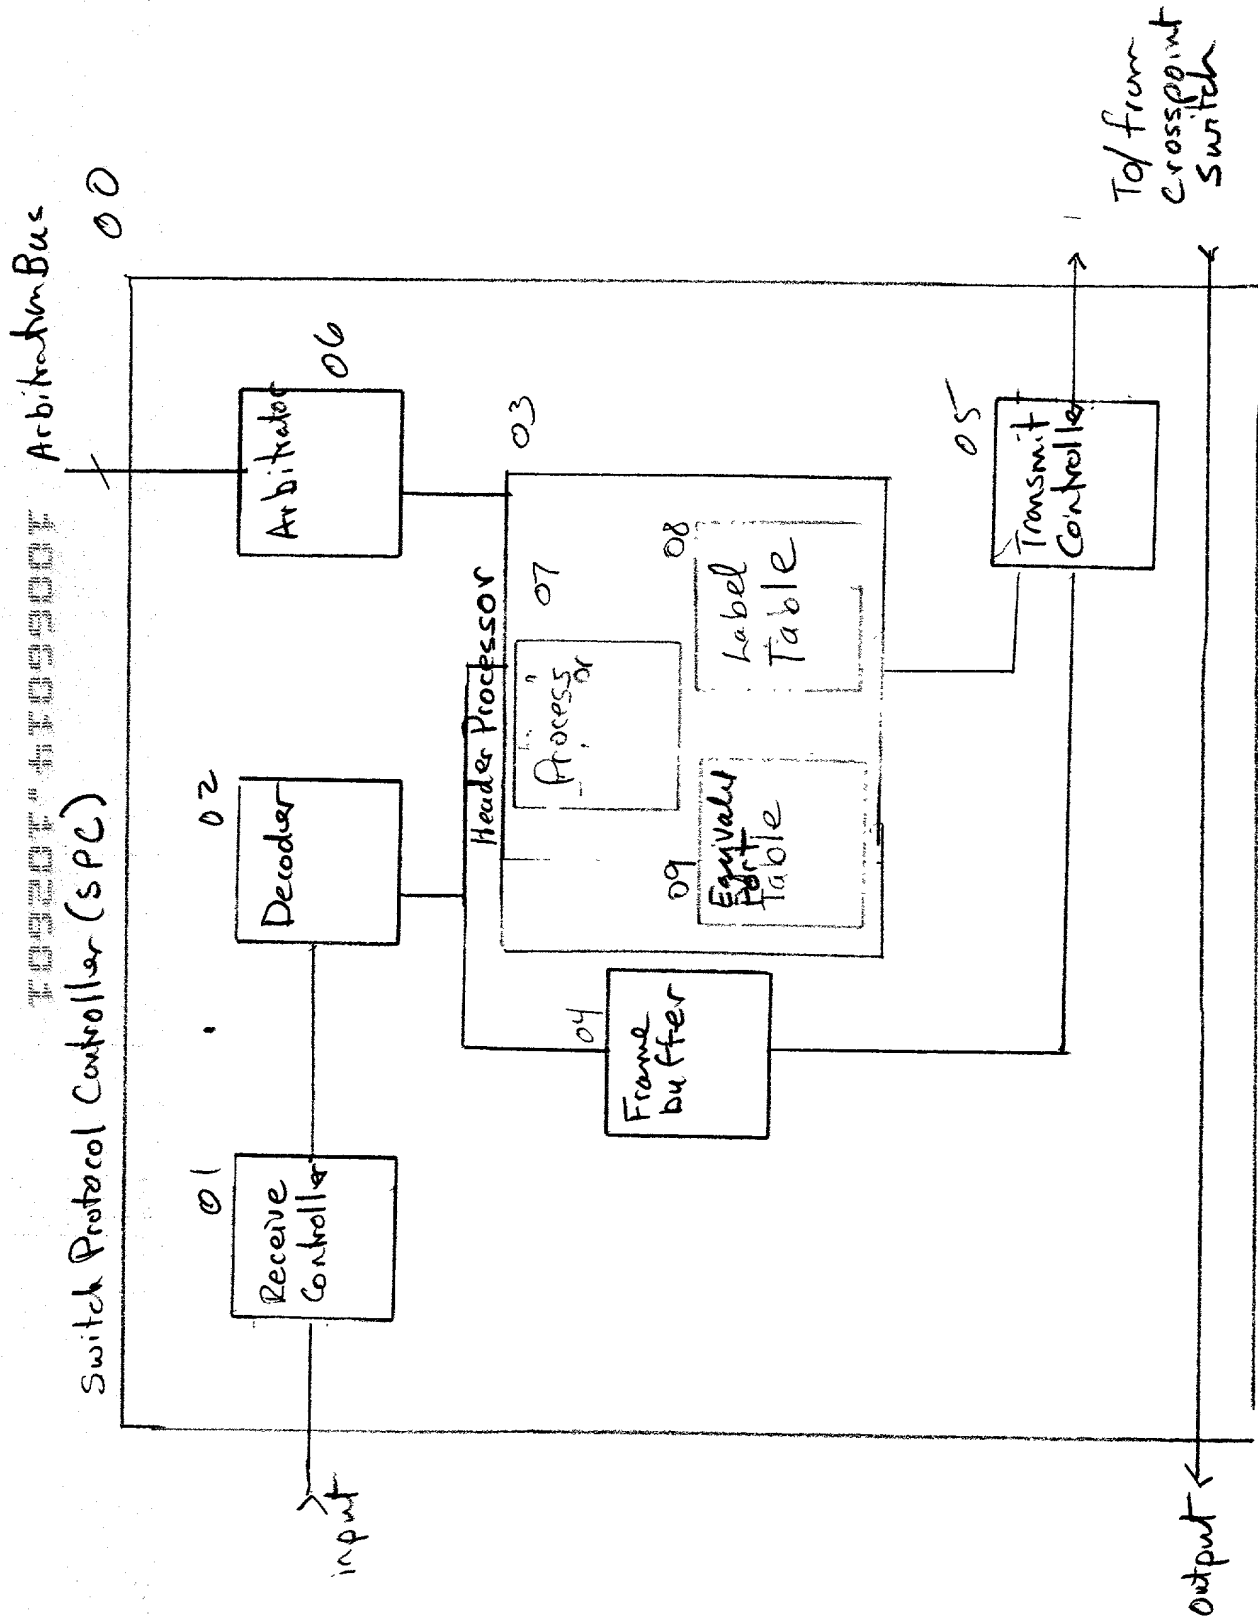 Arbitration Bus
Switch Protocol Controller (SPC)
00
01
Receive
Controller
02
Decoder
Arbitrator
06
input
Header Processor
03
07
Processor
04
Frame
buffer
09
Equivalent
Port
Table
08
Label
Table
05
Transmit
Controller
To/from
Crosspoint
Switch
output